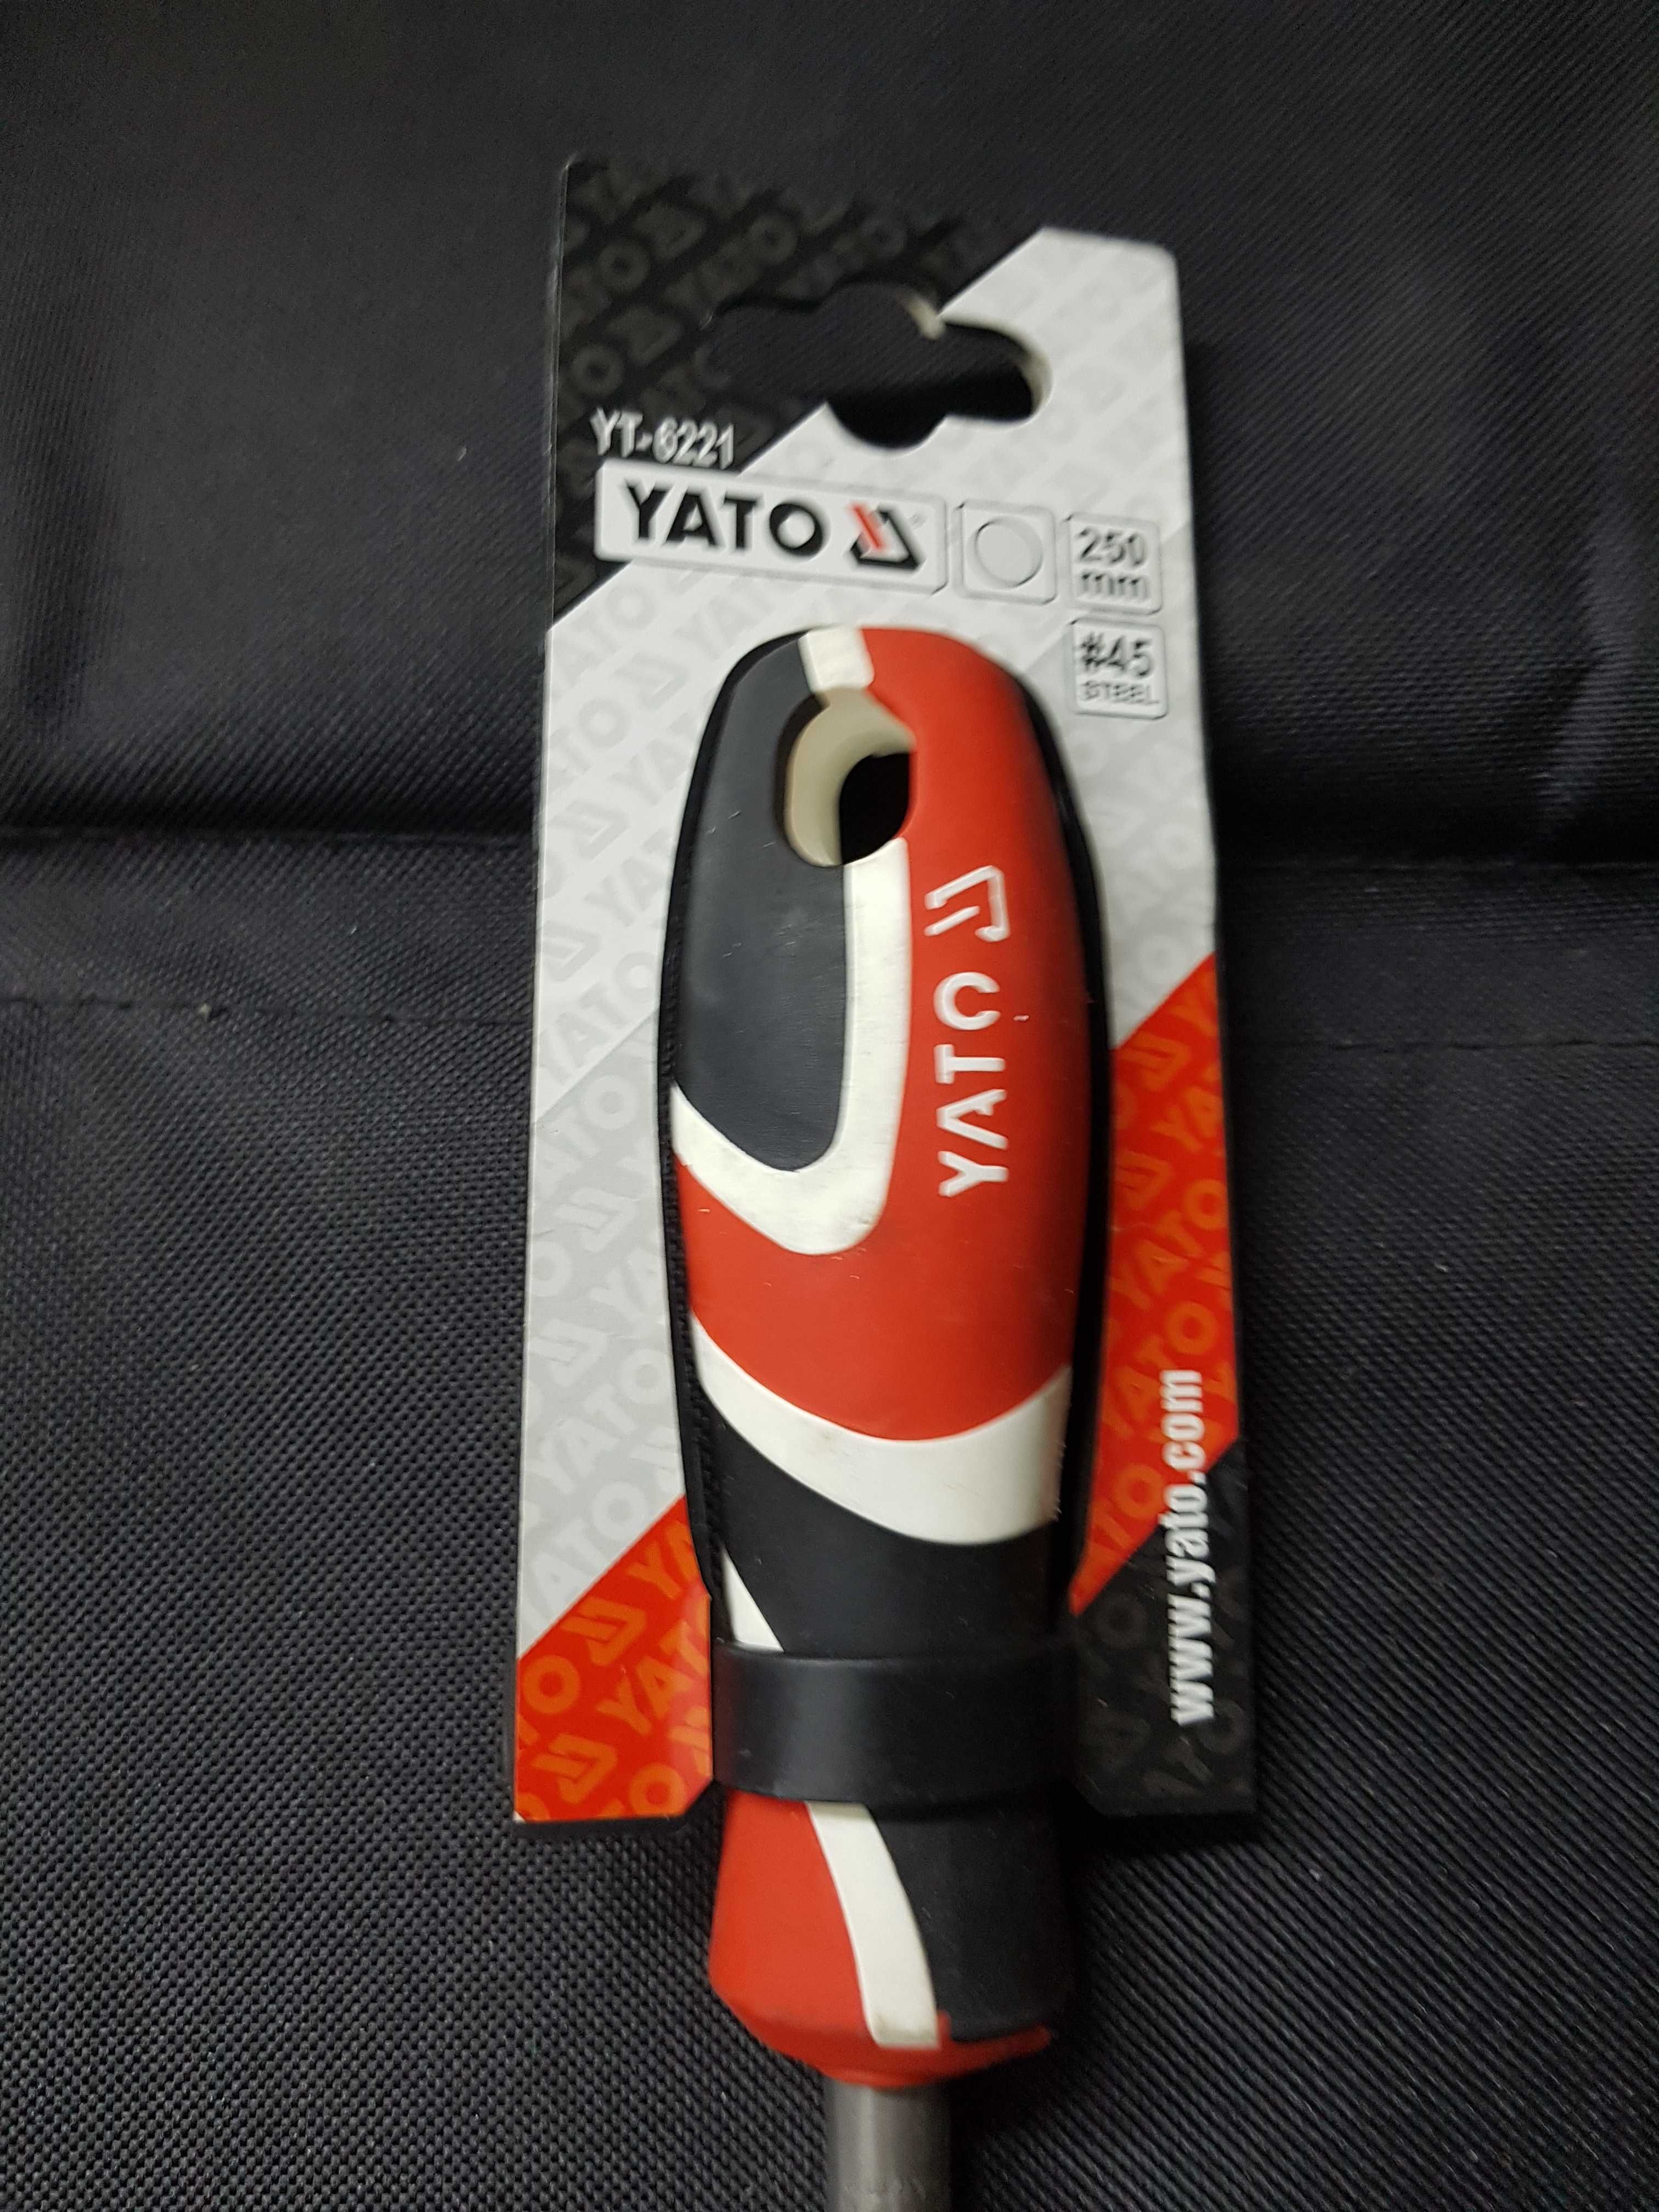 YT-6221
YATO
250
mm
#45
STEEL
YATO
www.yato.com